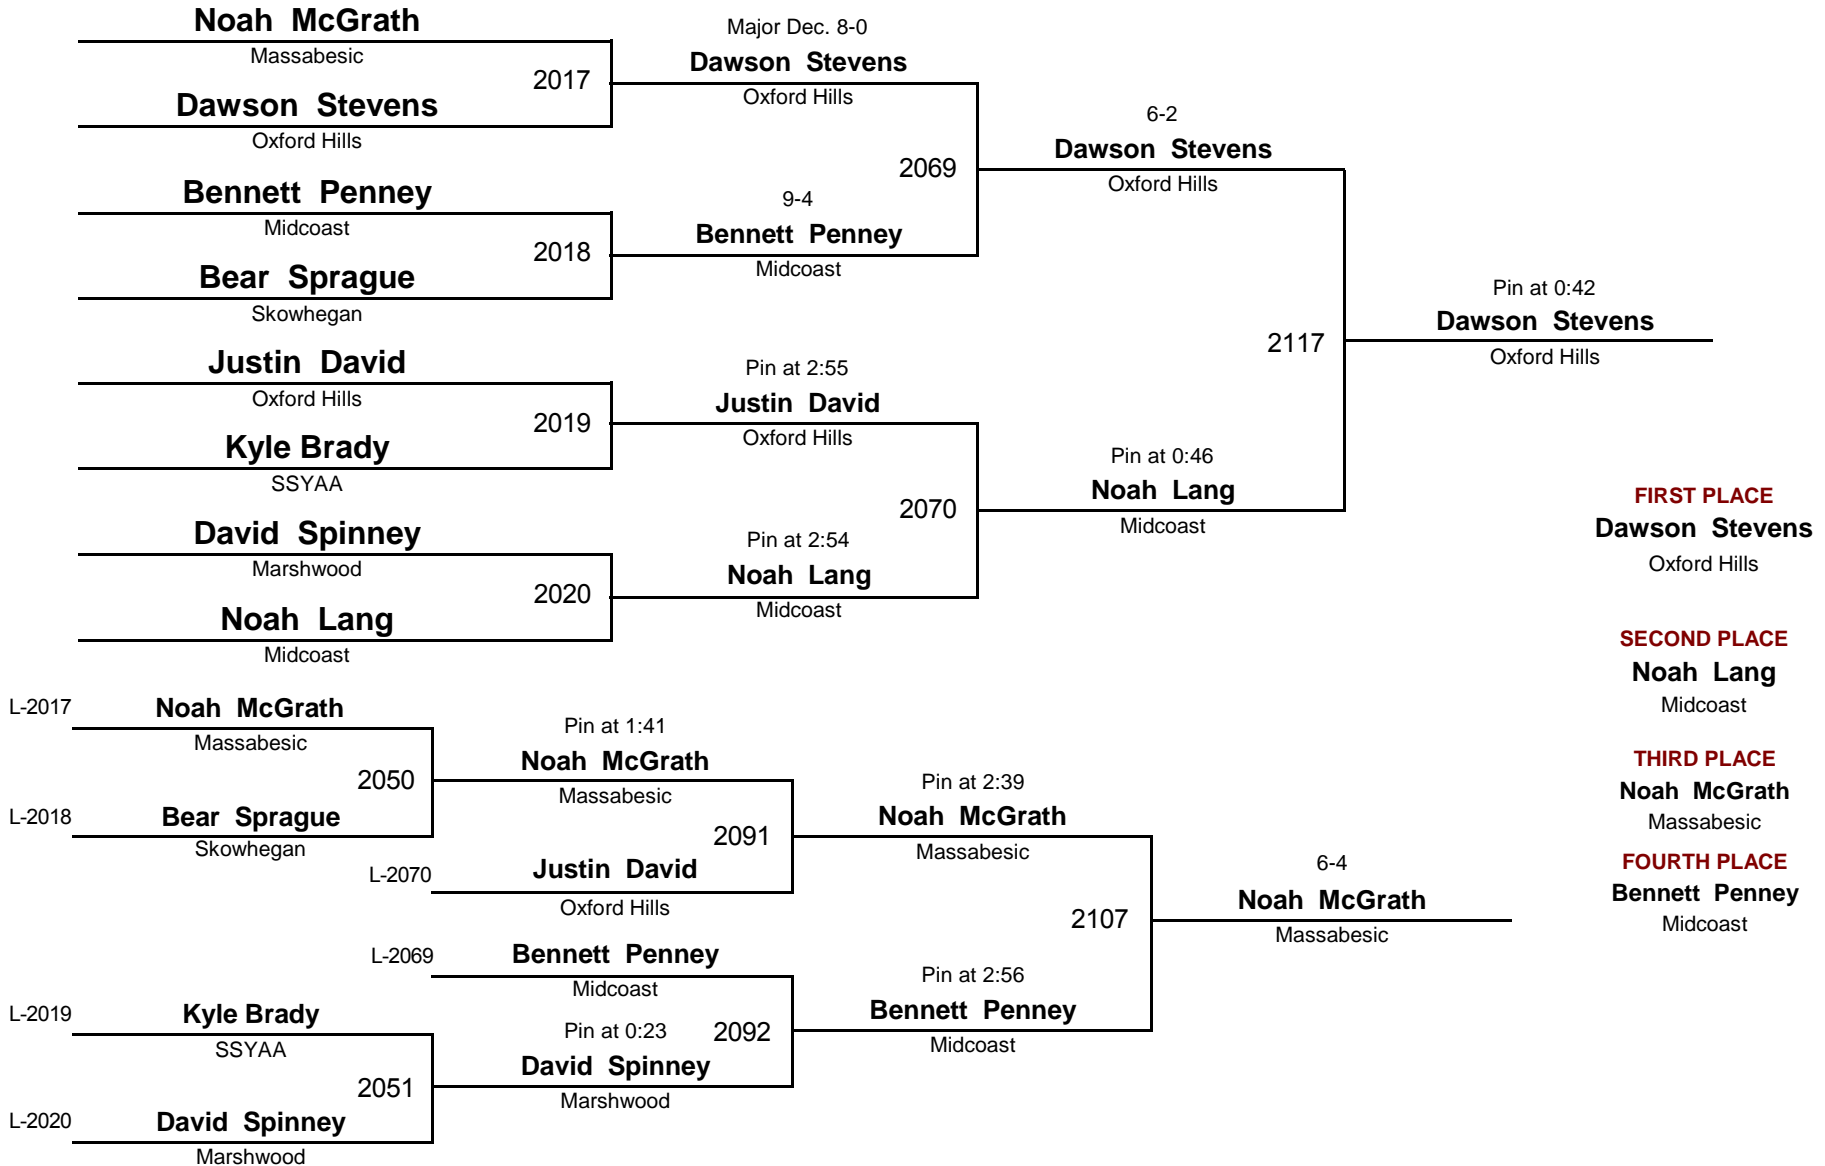 Noah McGrath
Massabesic
2017
Dawson Stevens
Oxford Hills
Major Dec. 8-0
Dawson Stevens
Oxford Hills
Bennett Penney
Midcoast
2018
Bear Sprague
Skowhegan
9-4
Bennett Penney
Midcoast
2069
6-2
Dawson Stevens
Oxford Hills
Justin David
Oxford Hills
2019
Kyle Brady
SSYAA
Pin at 2:55
Justin David
Oxford Hills
David Spinney
Marshwood
2020
Noah Lang
Midcoast
Pin at 2:54
Noah Lang
Midcoast
2070
Pin at 0:46
Noah Lang
Midcoast
2117
Pin at 0:42
Dawson Stevens
Oxford Hills
FIRST PLACE
Dawson Stevens
Oxford Hills
SECOND PLACE
Noah Lang
Midcoast
THIRD PLACE
Noah McGrath
Massabesic
FOURTH PLACE
Bennett Penney
Midcoast
L-2017
Noah McGrath
Massabesic
2050
L-2018
Bear Sprague
Skowhegan
Pin at 1:41
Noah McGrath
Massabesic
2091
L-2070
Justin David
Oxford Hills
Pin at 2:39
Noah McGrath
Massabesic
L-2069
Bennett Penney
Midcoast
2092
L-2019
Kyle Brady
SSYAA
2051
L-2020
David Spinney
Marshwood
Pin at 0:23
David Spinney
Marshwood
Pin at 2:56
Bennett Penney
Midcoast
2107
6-4
Noah McGrath
Massabesic